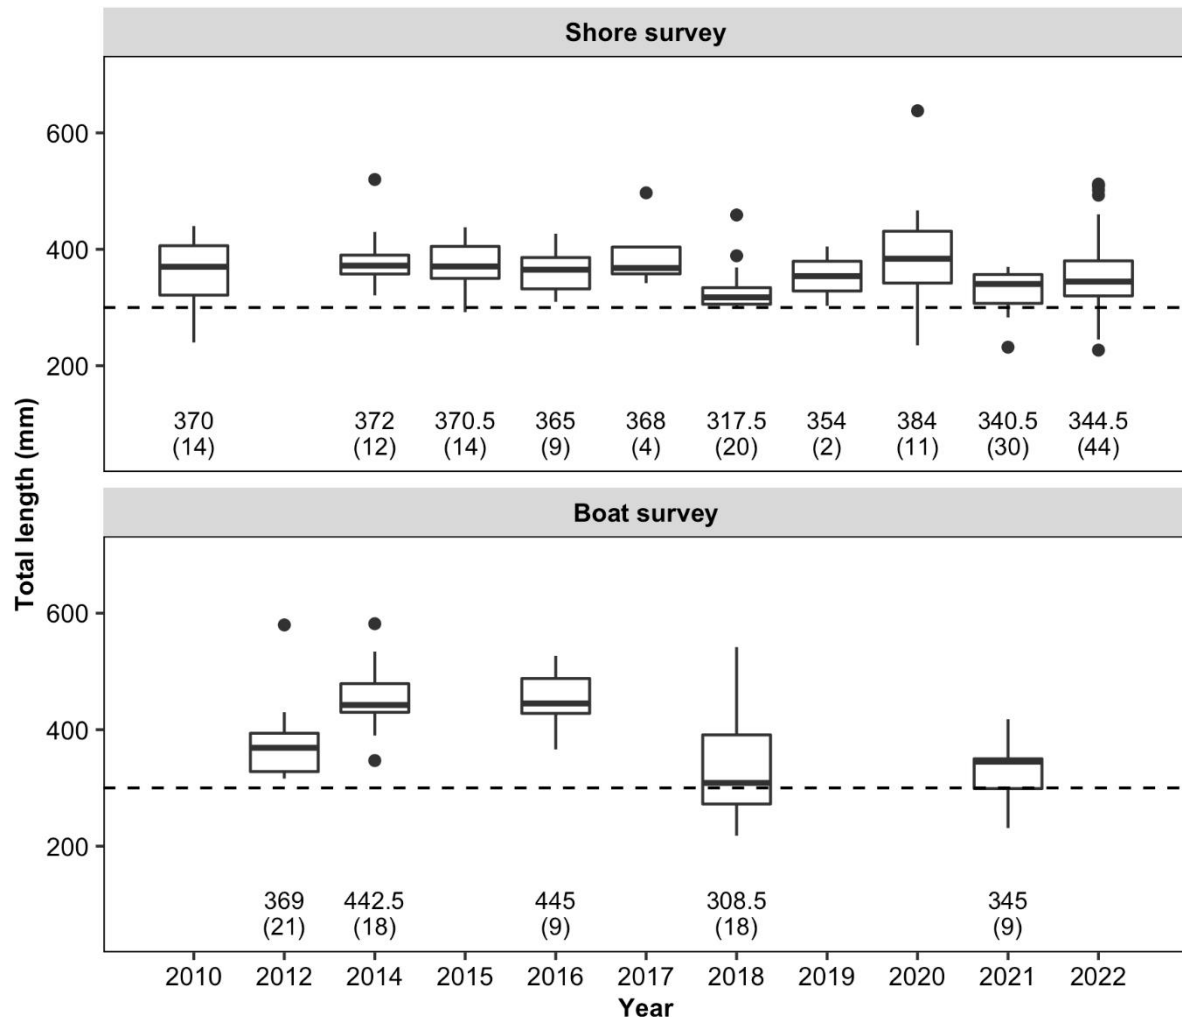 Shore survey
600
400
200
370 372 370.5 365 368 317.5 354 384 340.5 344.5
(14) (12) (14) (9) (4) (20) (2) (11) (30) (44)
Total length (mm)
Boat survey
600
400
200
369 442.5 445 308.5 345
(21) (18) (9) (18) (9)
2010 2012 2014 2015 2016 2017 2018 2019 2020 2021 2022
Year